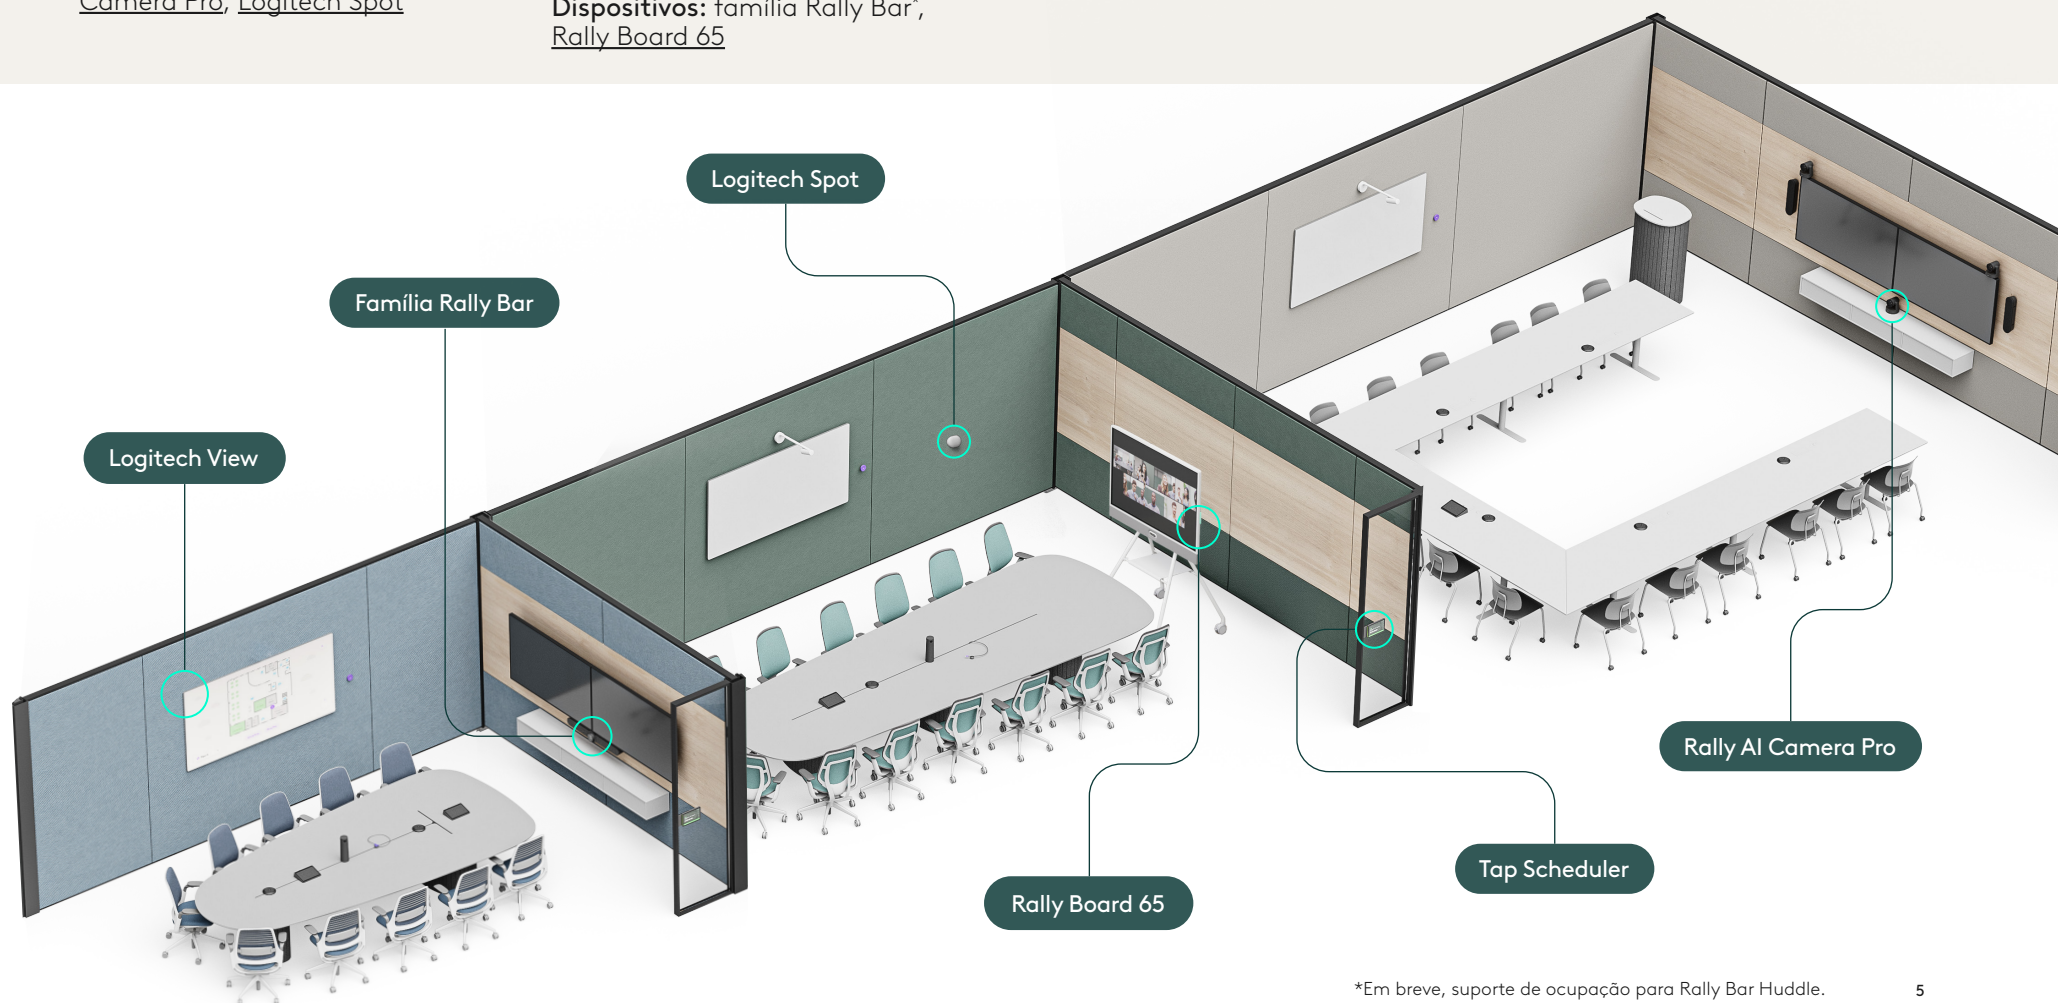 Camera Pro, Logitech Spot
Dispositivos: família Rally Bar*,
Rally Board 65
Logitech Spot
Família Rally Bar
Logitech View
Rally AI Camera Pro
Tap Scheduler
Rally Board 65
*Em breve, suporte de ocupação para Rally Bar Huddle.
5